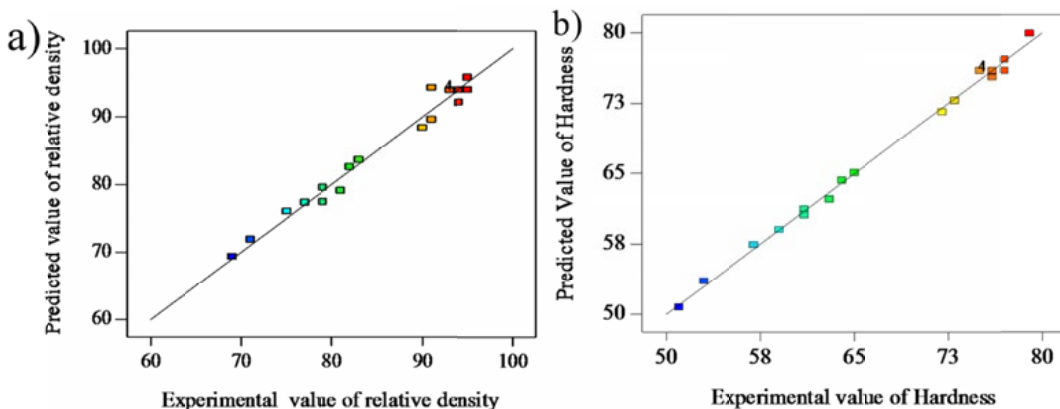 a)
Predicted value of relative density
100
90
80
70
60
4
60 70 80 90 100
Experimental value of relative density
b)
Predicted Value of Hardness
80
73
65
58
50
4
50 58 65 73 80
Experimental value of Hardness